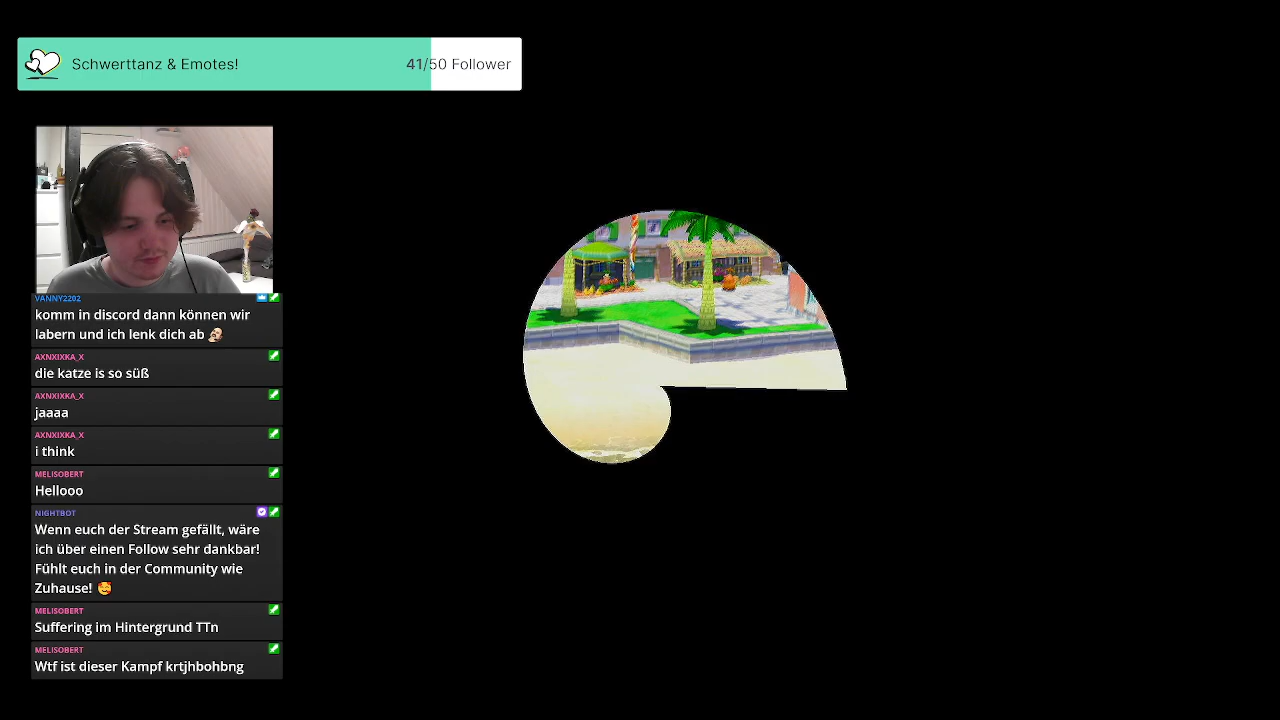 Schwerttanz & Emotes! 41/50 Follower
VANNY2202
komm in discord dann können wir
labern und ich lenk dich ab
AXNXIXKA_X
die katze is so süß
AXNXIXKA_X
jaaaa
AXNXIXKA_X
i think
MELISOBERT
Hellooo
NIGHTBOT
Wenn euch der Stream gefällt, wäre
ich über einen Follow sehr dankbar!
Fühlt euch in der Community wie
Zuhause! 🥰
MELISOBERT
Suffering im Hintergrund TTn
MELISOBERT
Wtf ist dieser Kampf krtjhbohbng